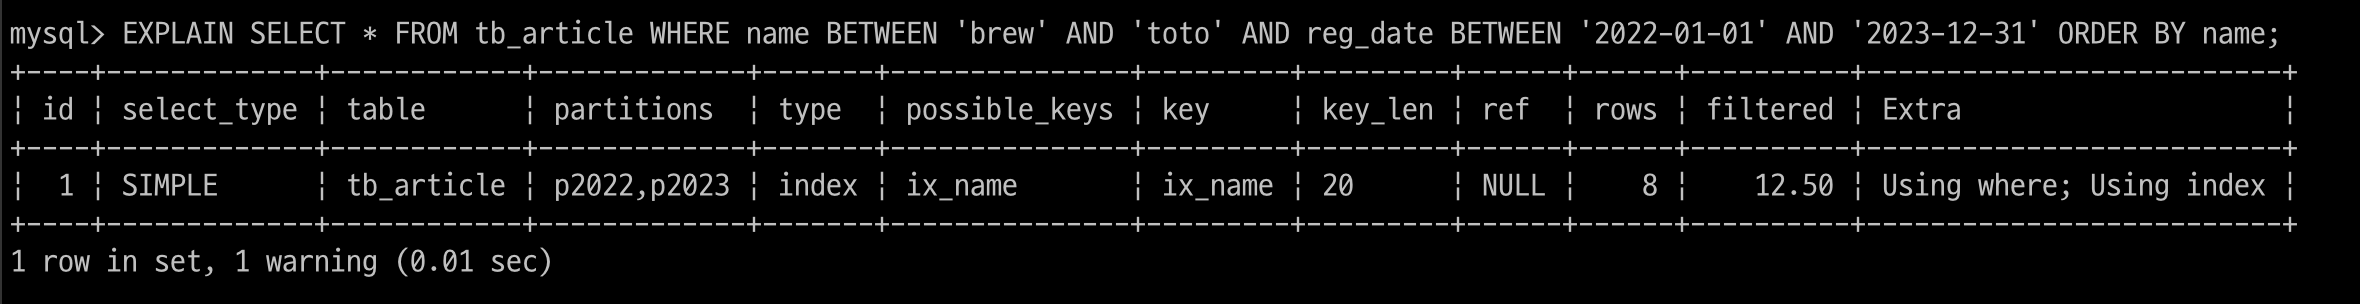 mysql> EXPLAIN SELECT * FROM tb_article WHERE name BETWEEN 'brew' AND 'toto' AND reg_date BETWEEN '2022-01-01' AND '2023-12-31' ORDER BY name;
+----+-------------+------------+-------------+-------+---------------+---------+---------+------+------+----------+--------------------------+
| id | select_type | table      | partitions  | type  | possible_keys | key     | key_len | ref  | rows | filtered | Extra                    |
+----+-------------+------------+-------------+-------+---------------+---------+---------+------+------+----------+--------------------------+
|  1 | SIMPLE      | tb_article | p2022,p2023 | index | ix_name       | ix_name | 20      | NULL |    8 |    12.50 | Using where; Using index |
+----+-------------+------------+-------------+-------+---------------+---------+---------+------+------+----------+--------------------------+
1 row in set, 1 warning (0.01 sec)